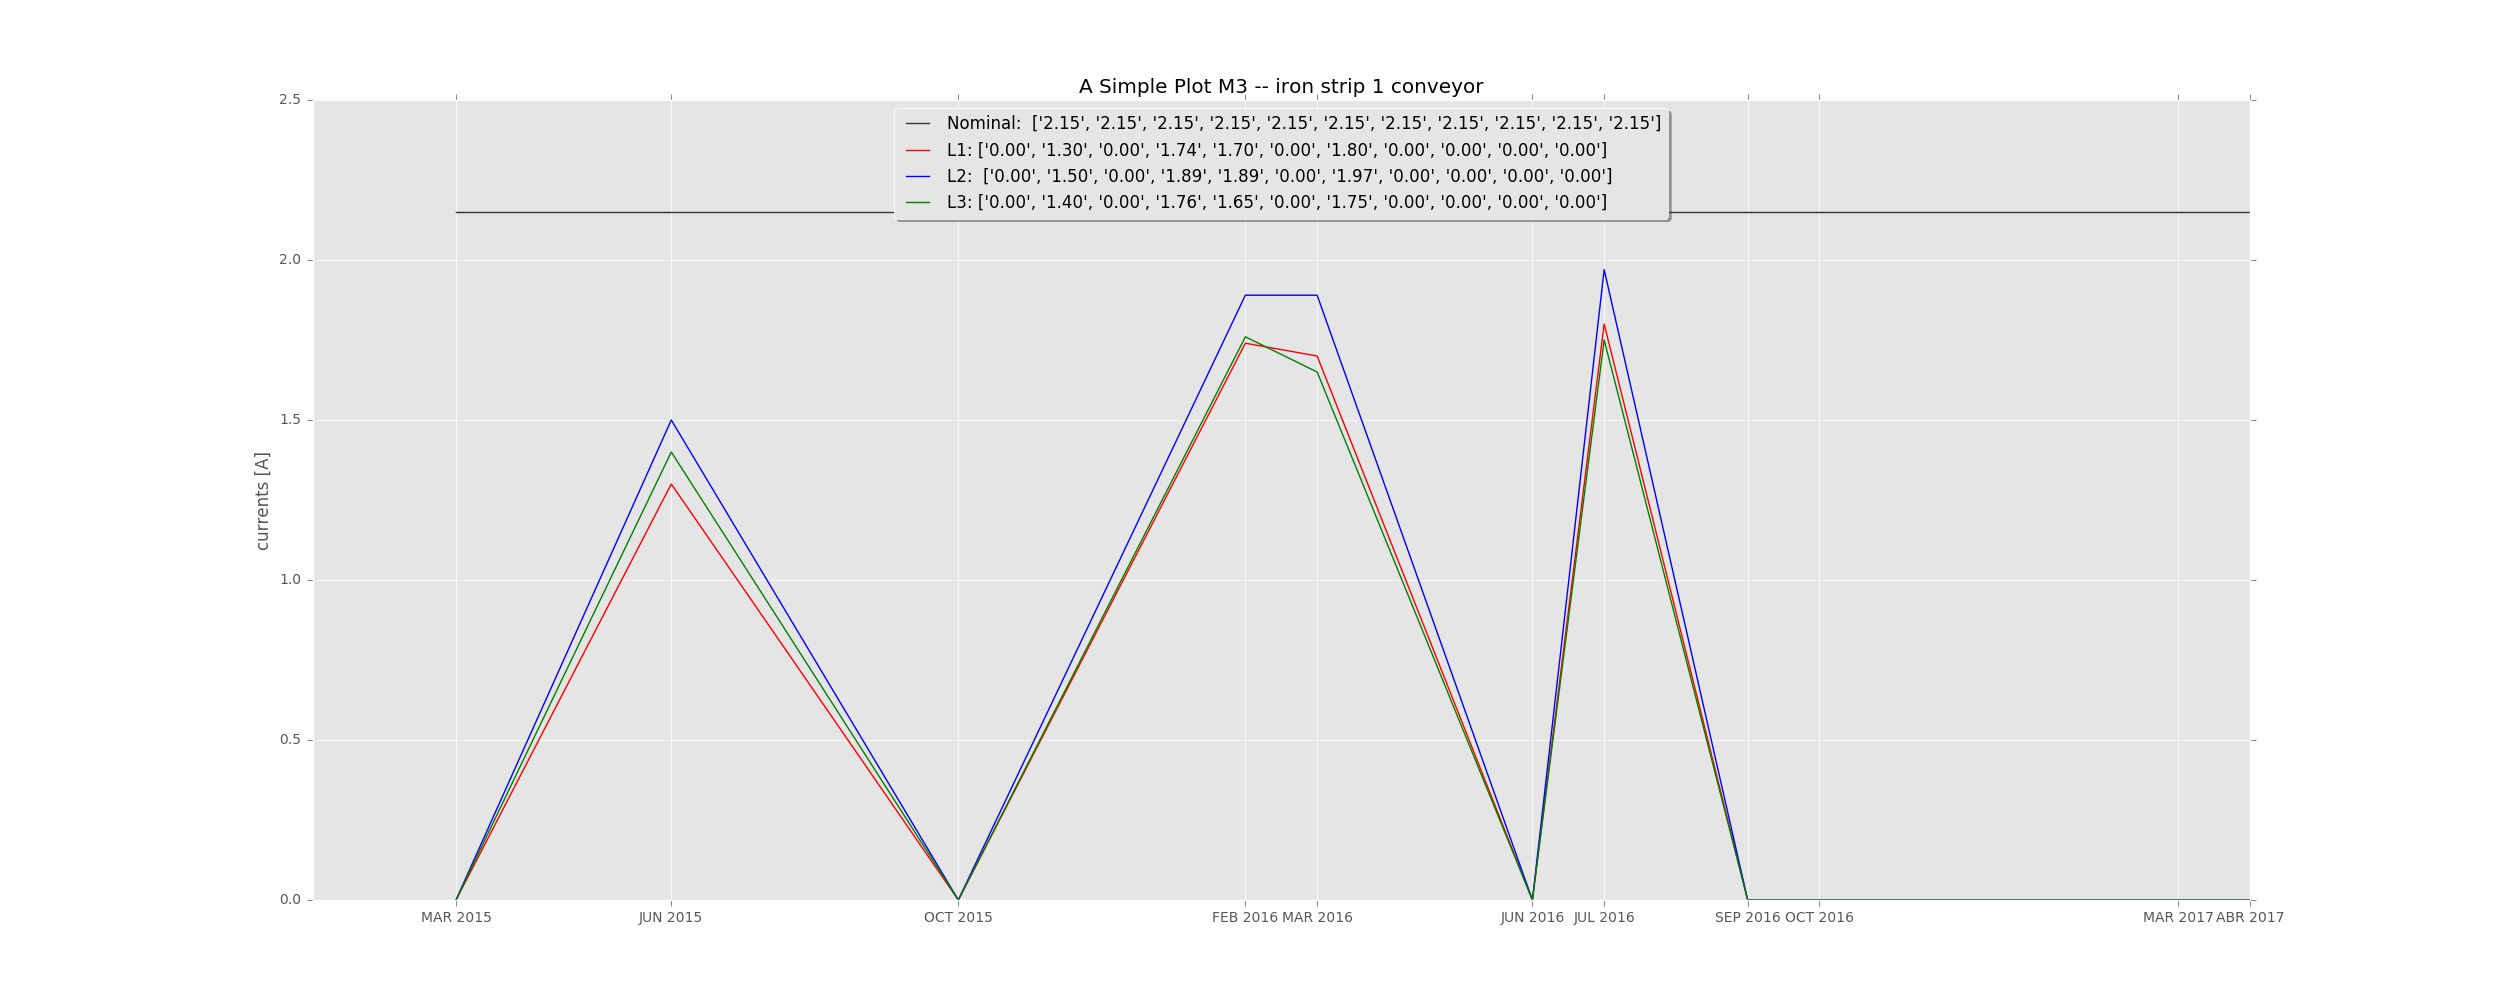 A Simple Plot M3 -- iron strip 1 conveyor
Nominal:  ['2.15', '2.15', '2.15', '2.15', '2.15', '2.15', '2.15', '2.15', '2.15', '2.15', '2.15']
L1: ['0.00', '1.30', '0.00', '1.74', '1.70', '0.00', '1.80', '0.00', '0.00', '0.00', '0.00']
L2:  ['0.00', '1.50', '0.00', '1.89', '1.89', '0.00', '1.97', '0.00', '0.00', '0.00', '0.00']
L3: ['0.00', '1.40', '0.00', '1.76', '1.65', '0.00', '1.75', '0.00', '0.00', '0.00', '0.00']
2.5
2.0
1.5
1.0
0.5
0.0
currents [A]
MAR 2015 JUN 2015 OCT 2015 FEB 2016 MAR 2016 JUN 2016 JUL 2016 SEP 2016 OCT 2016 MAR 2017 ABR 2017